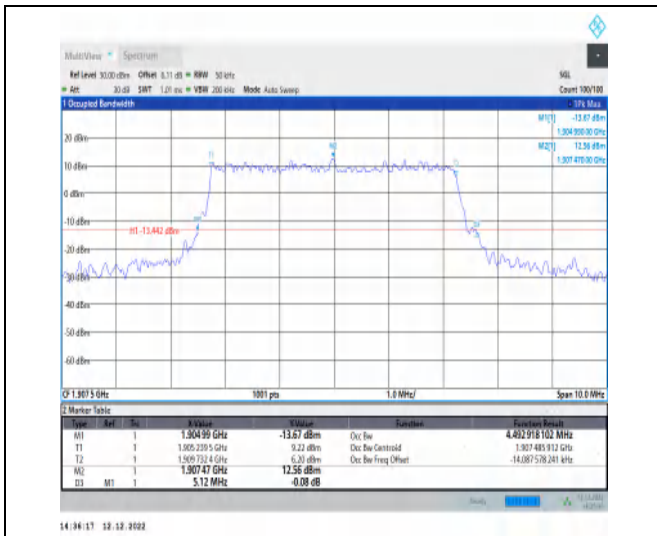 MultiView Spectrum
Ref Level 30.00 dBm Offset 8.11 dB RBW 50 kHz SGL
Att 30 dB SWT 1.01 ms VBW 200 kHz Mode Auto Sweep Count 100/100
1 Occupied Bandwidth 1Pk Max
M1[1] -13.67 dBm
1.904 990 00 GHz
M2[1] 12.56 dBm
1.907 470 00 GHz
20 dBm
10 dBm
0 dBm
-10 dBm
H1 -13.442 dBm
-20 dBm
-30 dBm
-40 dBm
-50 dBm
-60 dBm
CF 1.907 5 GHz 1001 pts 1.0 MHz/ Span 10.0 MHz
2 Marker Table
Type Ref Trc X-Value Y-Value Function Function Result
M1 1 1.904 99 GHz -13.67 dBm Occ Bw 4.492 918 102 MHz
T1 1 1.905 239 5 GHz 9.22 dBm Occ Bw Centroid 1.907 485 912 GHz
T2 1 1.909 732 4 GHz 6.20 dBm Occ Bw Freq Offset -14.087 578 241 kHz
M2 1 1.907 47 GHz 12.56 dBm
D3 M1 1 5.12 MHz -0.08 dB
Ready
14:36:17 12.12.2022